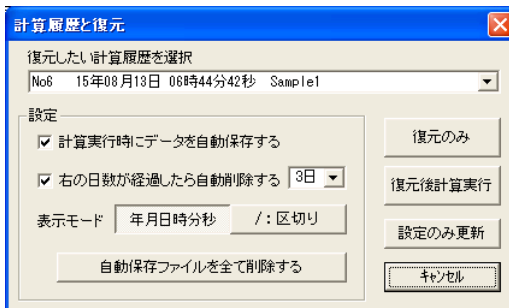 計算履歴と復元
復元したい計算履歴を選択
No6 15年08月13日 06時44分42秒 Sample1
設定
計算実行時にデータを自動保存する
右の日数が経過したら自動削除する 3日
表示モード 年月日時分秒 /:区切り
自動保存ファイルを全て削除する
復元のみ
復元後計算実行
設定のみ更新
キャンセル